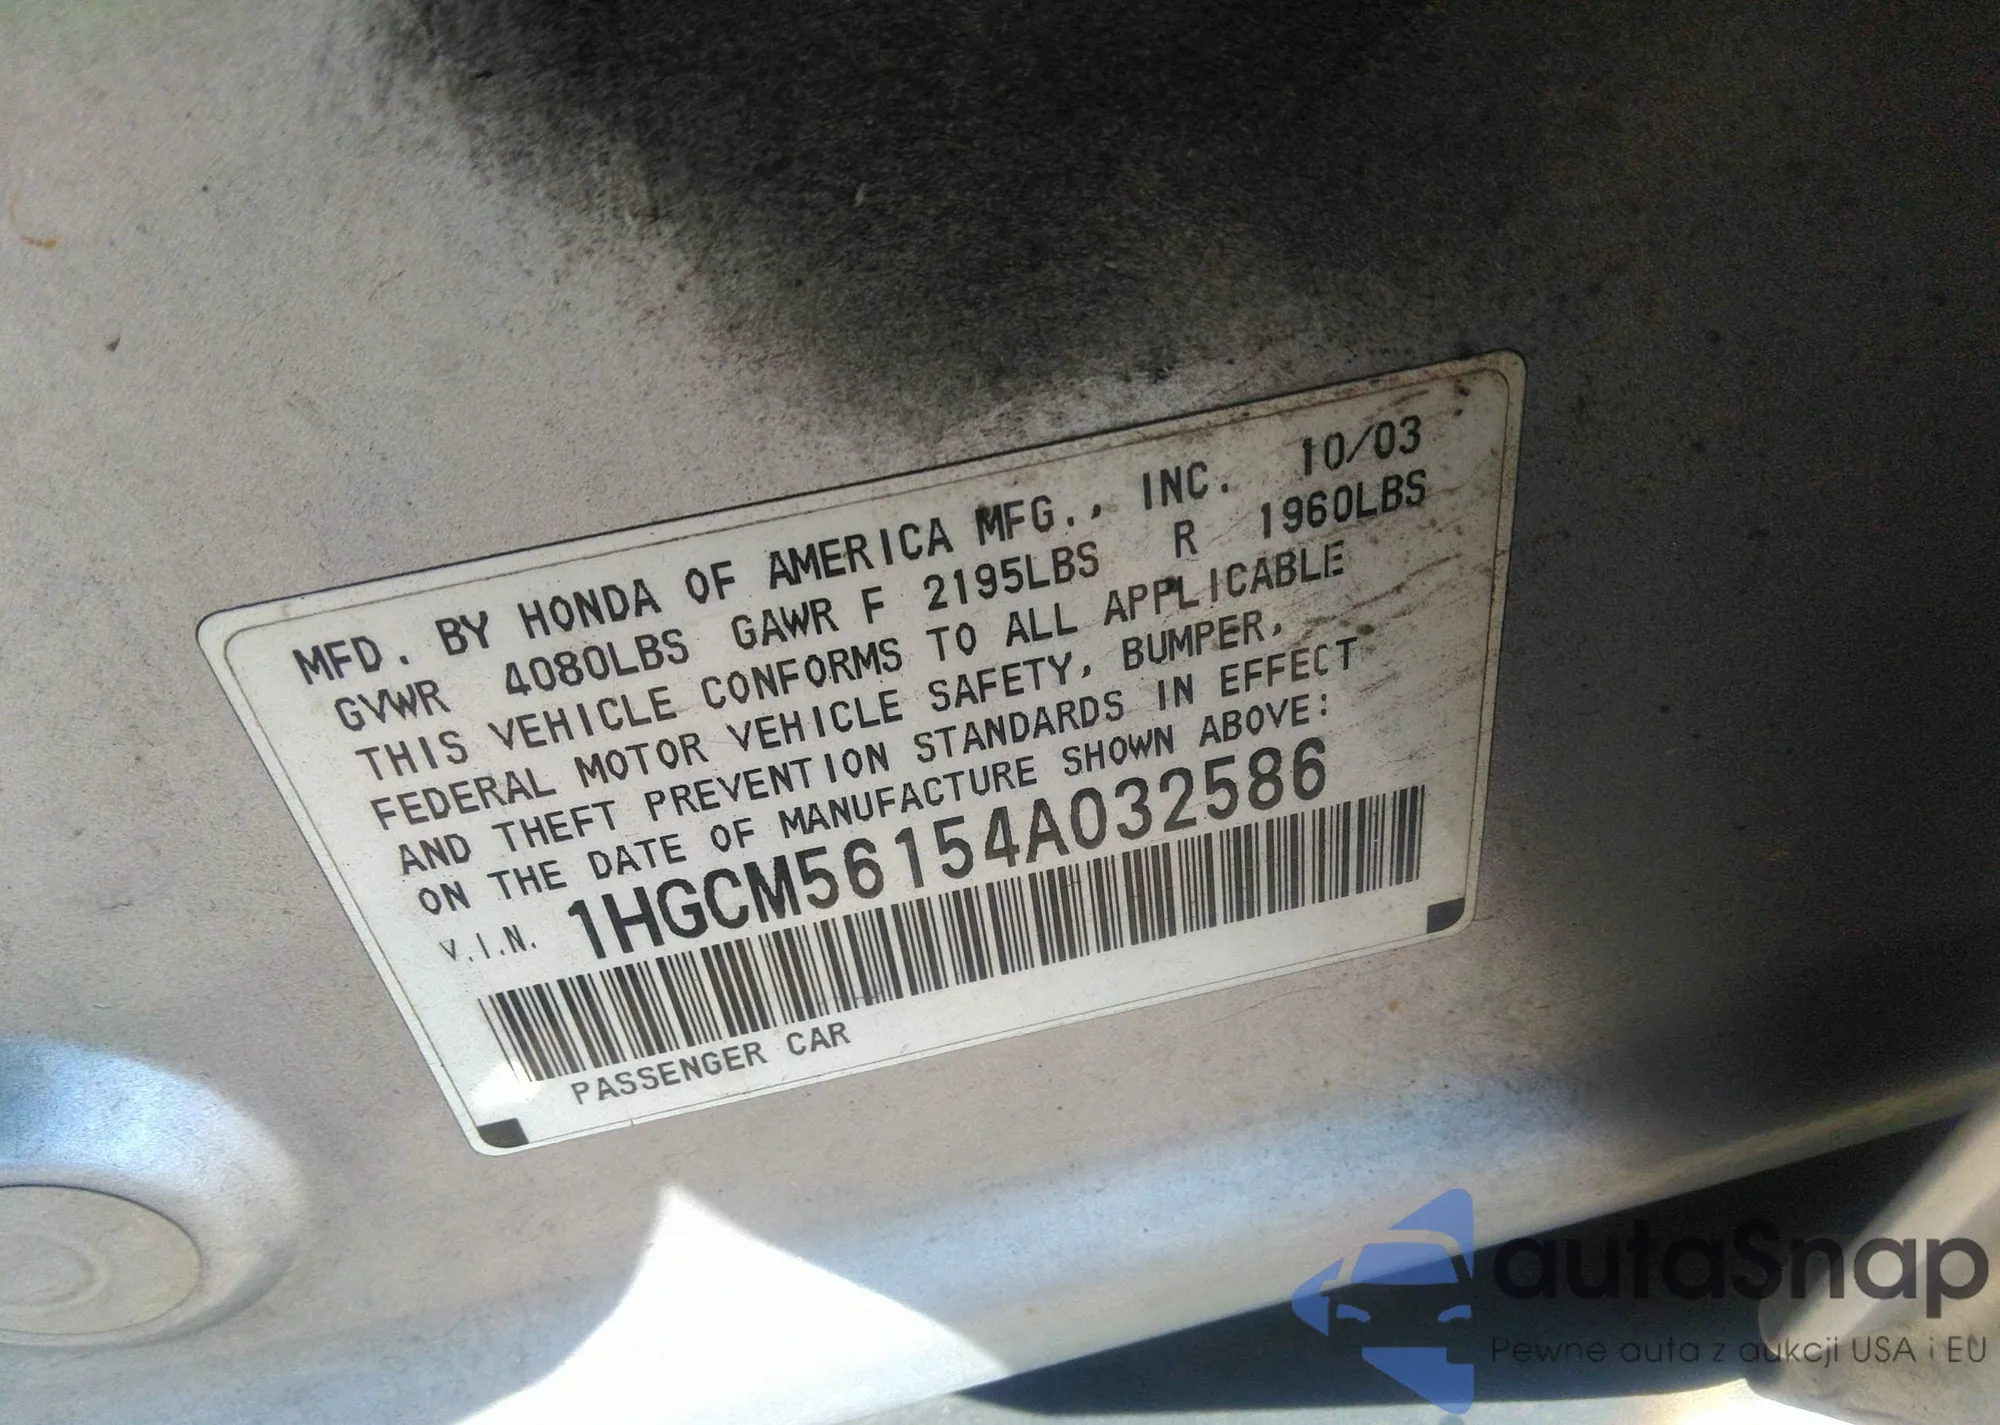 MFD. BY HONDA OF AMERICA MFG., INC. 10/03
GVWR 4080LBS GAWR F 2195LBS R 1960LBS
THIS VEHICLE CONFORMS TO ALL APPLICABLE
FEDERAL MOTOR VEHICLE SAFETY, BUMPER,
AND THEFT PREVENTION STANDARDS IN EFFECT
ON THE DATE OF MANUFACTURE SHOWN ABOVE:
V.I.N. 1HGCM56154A032586
PASSENGER CAR
autaSnap
Pewne auta z aukcji USA i EU